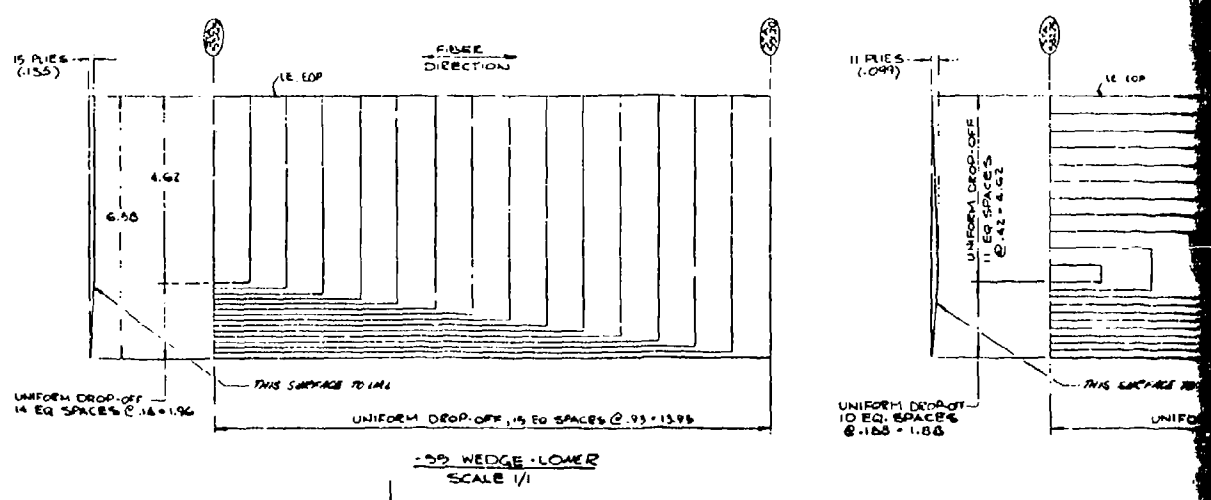 15 PLIES
(.135)
FIBER
DIRECTION
LE EOP
4.62
6.58
THIS SURFACE TO IML
UNIFORM DROP-OFF
14 EQ SPACES @ .14 = 1.96
UNIFORM DROP-OFF, 15 EQ SPACES @ .93 = 13.95
-55 WEDGE - LOWER
SCALE 1/1
11 PLIES
(.099)
LE EOP
UNIFORM DROP-OFF
11 EQ SPACES
@ .42 = 4.62
THIS SURFACE TO
UNIFORM DROP-OFF
10 EQ. SPACES
@ .188 = 1.88
UNIFO